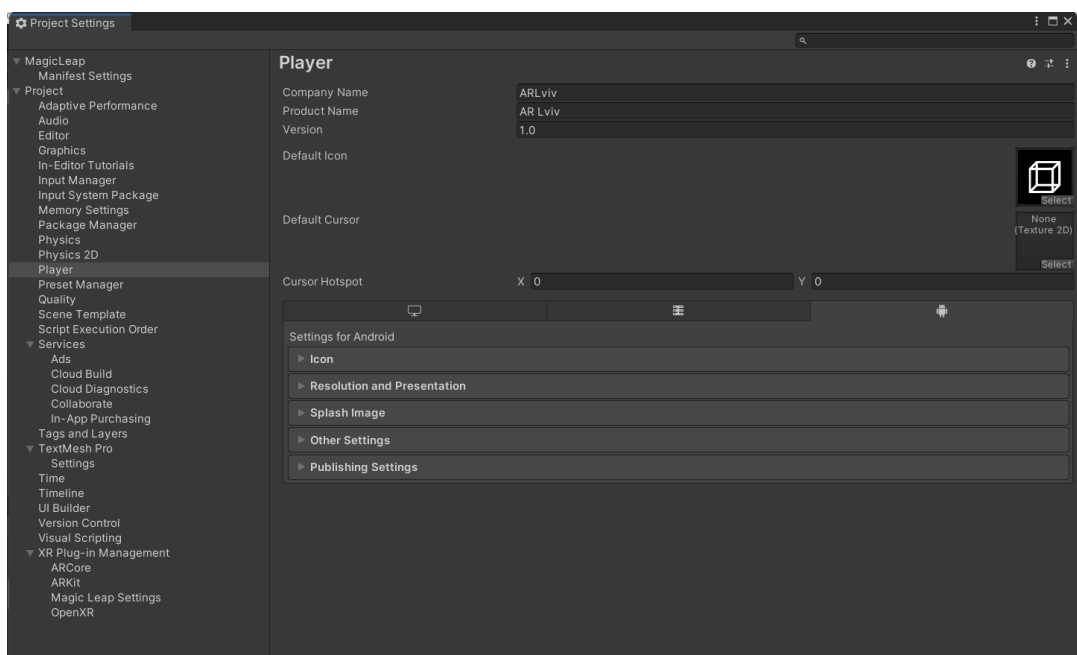 Project Settings
MagicLeap
Manifest Settings
Project
Adaptive Performance
Audio
Editor
Graphics
In-Editor Tutorials
Input Manager
Input System Package
Memory Settings
Package Manager
Physics
Physics 2D
Player
Preset Manager
Quality
Scene Template
Script Execution Order
Services
Ads
Cloud Build
Cloud Diagnostics
Collaborate
In-App Purchasing
Tags and Layers
TextMesh Pro
Settings
Time
Timeline
UI Builder
Version Control
Visual Scripting
XR Plug-in Management
ARCore
ARKit
Magic Leap Settings
OpenXR
Player
Company Name ARLviv
Product Name AR Lviv
Version 1.0
Default Icon
Select
Default Cursor
None
(Texture 2D)
Select
Cursor Hotspot X 0 Y 0
Settings for Android
Icon
Resolution and Presentation
Splash Image
Other Settings
Publishing Settings